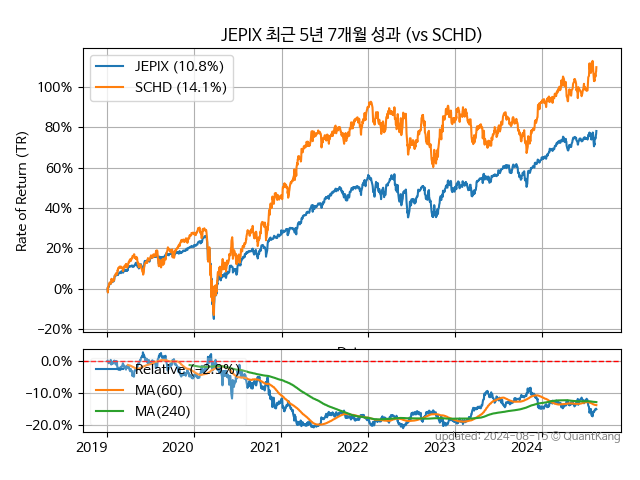 JEPIX 최근 5년 7개월 성과 (vs SCHD)
Rate of Return (TR)
100%
80%
60%
40%
20%
0%
−20%
JEPIX (10.8%)
SCHD (14.1%)
0.0%
−10.0%
−20.0%
Relative (−2.9%)
MA(60)
MA(240)
2019 2020 2021 2022 2023 2024
updated: 2024-08-16 © QuantKang